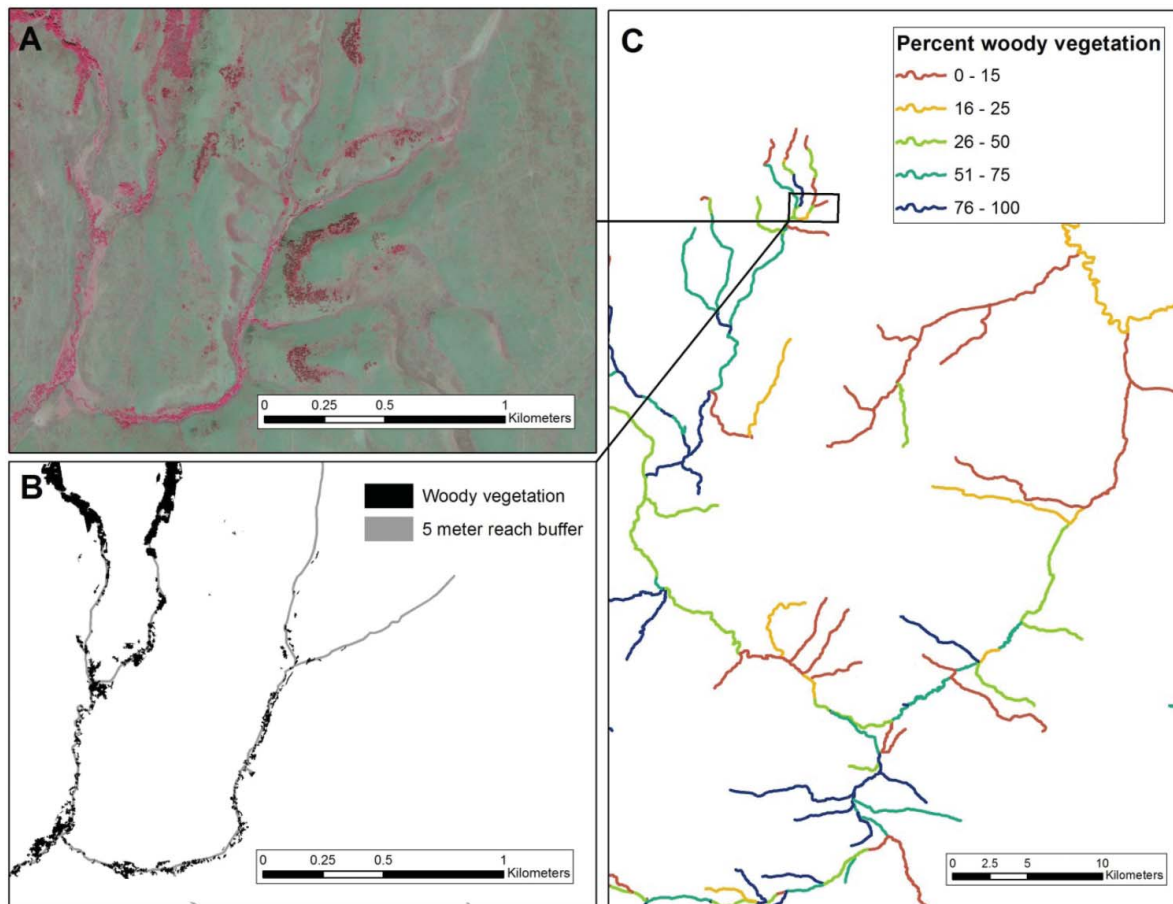 A
0 0.25 0.5 1
Kilometers
B
Woody vegetation
5 meter reach buffer
0 0.25 0.5 1
Kilometers
C
Percent woody vegetation
0 - 15
16 - 25
26 - 50
51 - 75
76 - 100
0 2.5 5 10
Kilometers